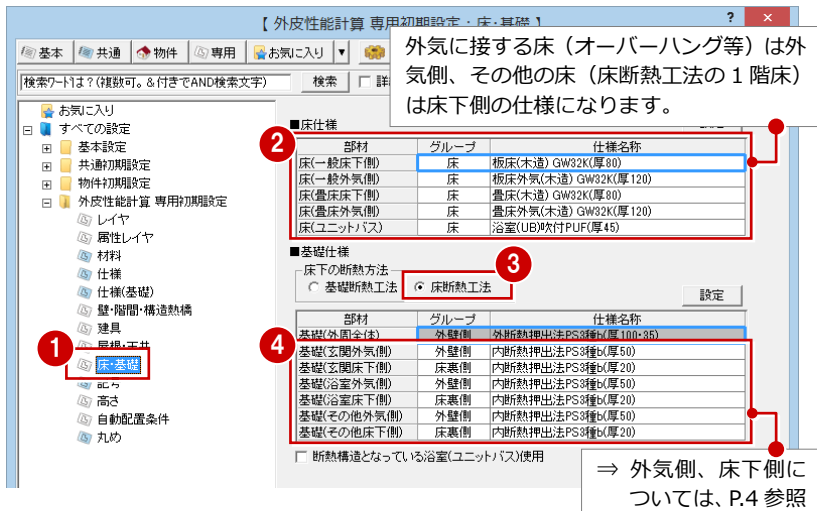 【 外皮性能計算 専用初期設定：床・基礎 】 ? ×
基本 共通 物件 専用 お気に入り ▼
検索ワードは？(複数可。＆付きでAND検索文字) 検索
外気に接する床（オーバーハング等）は外
気側、その他の床（床断熱工法の 1 階床）
は床下側の仕様になります。
お気に入り
すべての設定
基本設定
共通初期設定
物件初期設定
外皮性能計算 専用初期設定
レイヤ
属性レイヤ
材料
仕様
仕様(基礎)
壁・階間・構造熱橋
建具
屋根・天井
1
床・基礎
記号
高さ
自動配置条件
丸め
■床仕様
2
部材 グループ 仕様名称
床(一般床下側) 床 板床(木造) GW32K(厚80)
床(一般外気側) 床 板床外気(木造) GW32K(厚120)
床(畳床床下側) 床 畳床(木造) GW32K(厚80)
床(畳床外気側) 床 畳床外気(木造) GW32K(厚120)
床(ユニットバス) 床 浴室(UB)吹付PUF(厚45)
■基礎仕様
床下の断熱方法
3
基礎断熱工法 床断熱工法
設定
部材 グループ 仕様名称
基礎(外周全体) 外壁側 外断熱押出法PS3種b(厚100・35)
4
基礎(玄関外気側) 外壁側 内断熱押出法PS3種b(厚50)
基礎(玄関床下側) 床裏側 内断熱押出法PS3種b(厚20)
基礎(浴室外気側) 外壁側 内断熱押出法PS3種b(厚50)
基礎(浴室床下側) 床裏側 内断熱押出法PS3種b(厚20)
基礎(その他外気側) 外壁側 内断熱押出法PS3種b(厚50)
基礎(その他床下側) 床裏側 内断熱押出法PS3種b(厚20)
断熱構造となっている浴室(ユニットバス)使用
⇒ 外気側、床下側に
ついては、P.4 参照